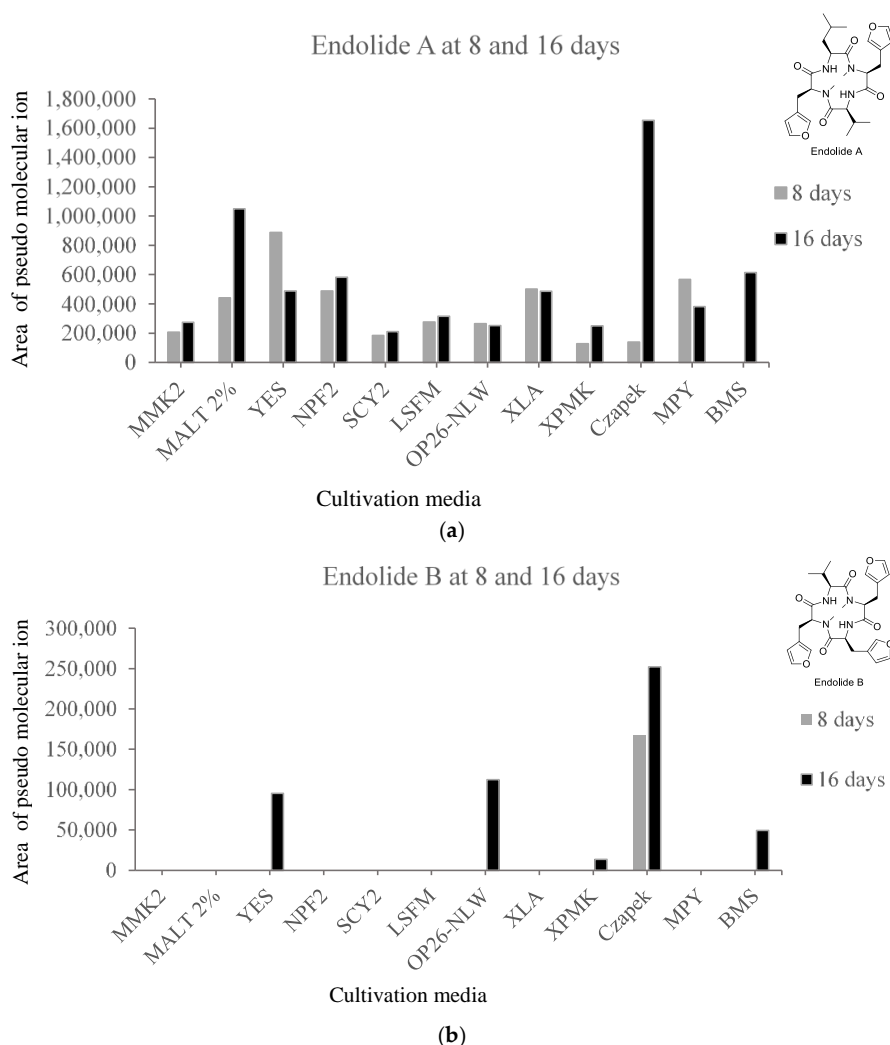 Endolide A at 8 and 16 days
Area of pseudo molecular ion
1,800,000
1,600,000
1,400,000
1,200,000
1,000,000
800,000
600,000
400,000
200,000
0
MMK2
MALT 2%
YES
NPF2
SCY2
LSFM
OP26-NLW
XLA
XPMK
Czapek
MPY
BMS
Cultivation media
O
O
O
NH
N
N
HN
O
O
O
Endolide A
8 days
16 days
(a)
Endolide B at 8 and 16 days
Area of pseudo molecular ion
300,000
250,000
200,000
150,000
100,000
50,000
0
MMK2
MALT 2%
YES
NPF2
SCY2
LSFM
OP26-NLW
XLA
XPMK
Czapek
MPY
BMS
Cultivation media
O
O
O
NH
N
N
HN
O
O
O
O
Endolide B
8 days
16 days
(b)